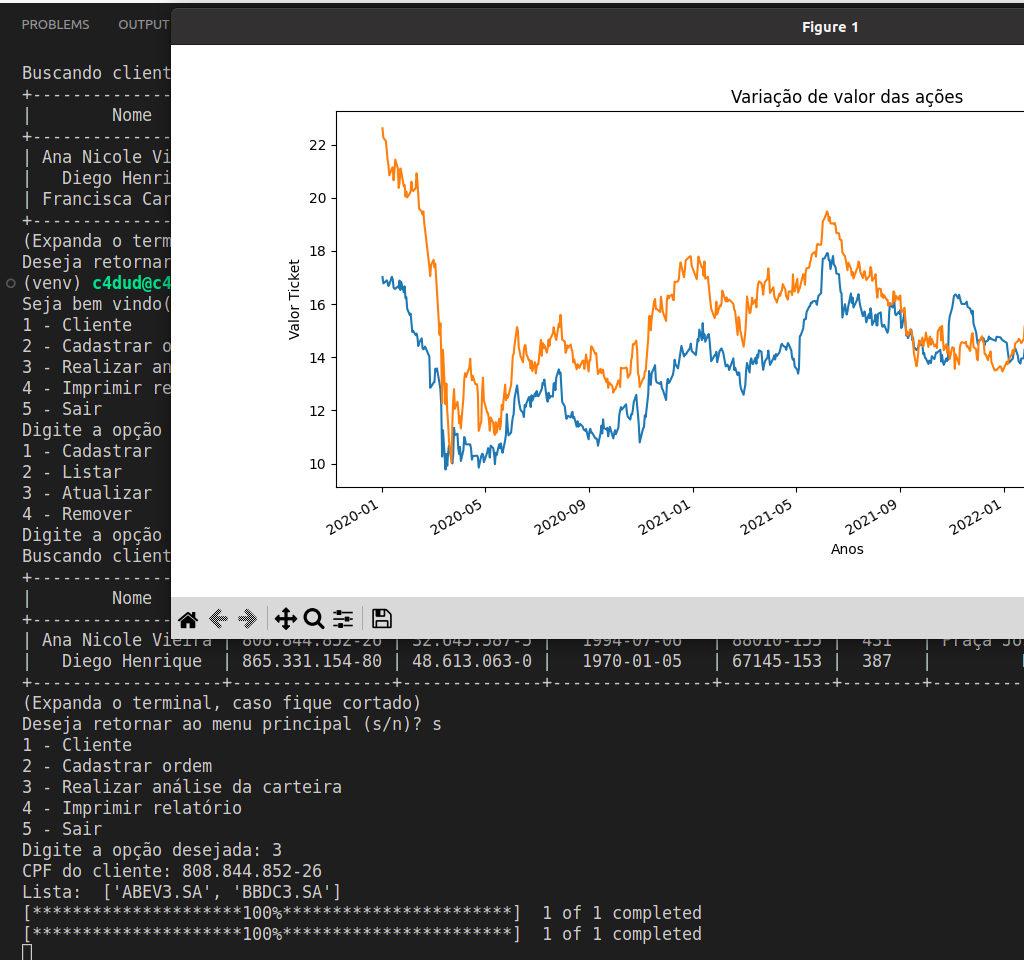 PROBLEMS OUTPUT
Figure 1
Buscando client
+--------------
| Nome
+--------------
| Ana Nicole Vi
| Diego Henri
| Francisca Car
+--------------
(Expanda o term
Deseja retornar
(venv) c4dud@c4
Seja bem vindo(
1 - Cliente
2 - Cadastrar o
3 - Realizar an
4 - Imprimir re
5 - Sair
Digite a opção
1 - Cadastrar
2 - Listar
3 - Atualizar
4 - Remover
Digite a opção
Buscando client
+--------------
| Nome
+--------------
Variação de valor das ações
Valor Ticket
22
20
18
16
14
12
10
2020-01 2020-05 2020-09 2021-01 2021-05 2021-09 2022-01
Anos
| Ana Nicole Vieira | 808.844.852-26 | 32.645.587-5 | 1994-07-06 | 88010-155 | 431 | Praça
| Diego Henrique | 865.331.154-80 | 48.613.063-0 | 1970-01-05 | 67145-153 | 387 |
+-------------------+----------------+--------------+----------------+-----------+--------+----------
(Expanda o terminal, caso fique cortado)
Deseja retornar ao menu principal (s/n)? s
1 - Cliente
2 - Cadastrar ordem
3 - Realizar análise da carteira
4 - Imprimir relatório
5 - Sair
Digite a opção desejada: 3
CPF do cliente: 808.844.852-26
Lista: ['ABEV3.SA', 'BBDC3.SA']
[*********************100%***********************] 1 of 1 completed
[*********************100%***********************] 1 of 1 completed